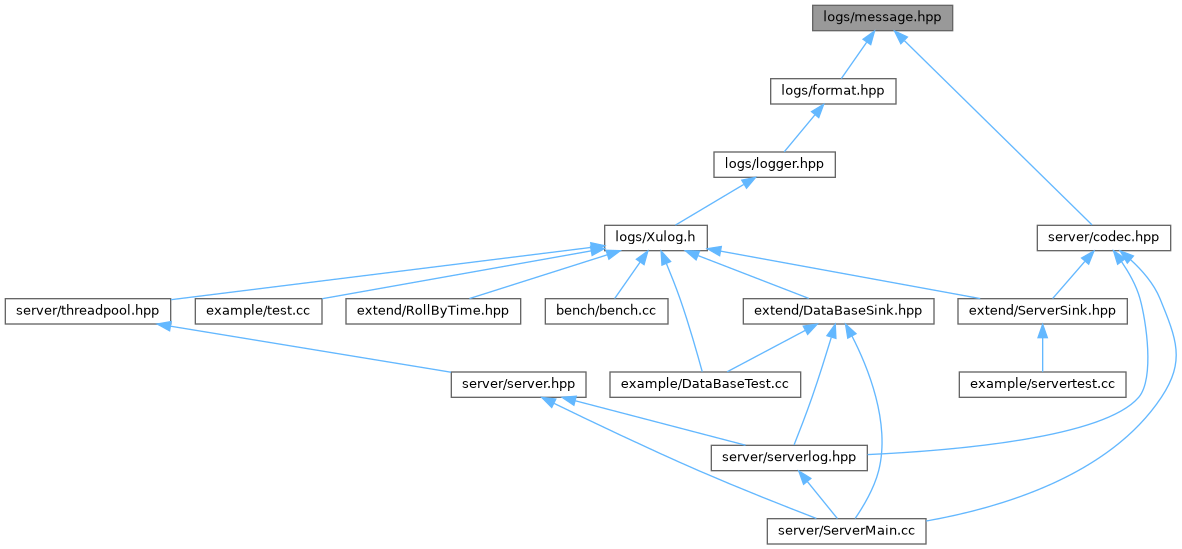 logs/message.hpp
logs/format.hpp
logs/logger.hpp
logs/Xulog.h
server/codec.hpp
server/threadpool.hpp
example/test.cc
extend/RollByTime.hpp
bench/bench.cc
extend/DataBaseSink.hpp
extend/ServerSink.hpp
server/server.hpp
example/DataBaseTest.cc
example/servertest.cc
server/serverlog.hpp
server/ServerMain.cc